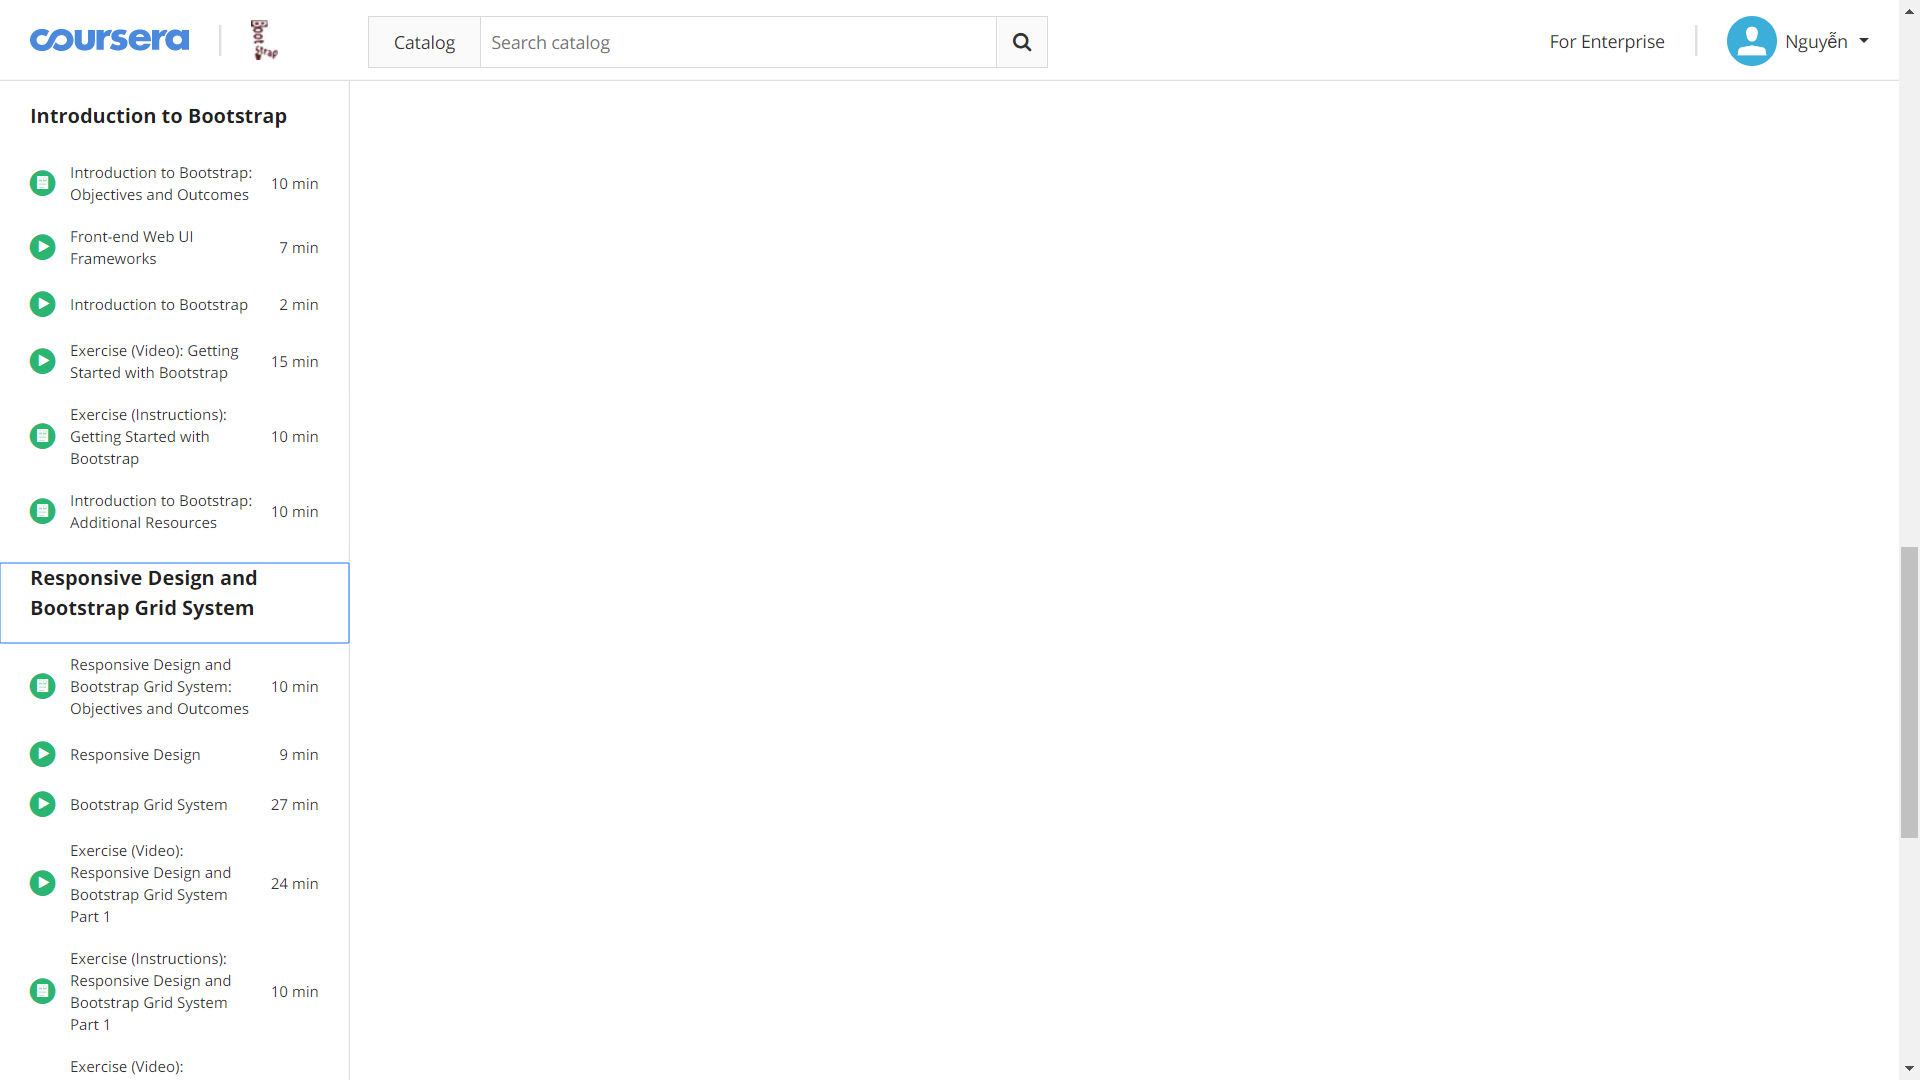 coursera
Boot
strap
Catalog
Search catalog
For Enterprise
Nguyễn
Introduction to Bootstrap
Introduction to Bootstrap:
Objectives and Outcomes
10 min
Front-end Web UI
Frameworks
7 min
Introduction to Bootstrap
2 min
Exercise (Video): Getting
Started with Bootstrap
15 min
Exercise (Instructions):
Getting Started with
Bootstrap
10 min
Introduction to Bootstrap:
Additional Resources
10 min
Responsive Design and
Bootstrap Grid System
Responsive Design and
Bootstrap Grid System:
Objectives and Outcomes
10 min
Responsive Design
9 min
Bootstrap Grid System
27 min
Exercise (Video):
Responsive Design and
Bootstrap Grid System
Part 1
24 min
Exercise (Instructions):
Responsive Design and
Bootstrap Grid System
Part 1
10 min
Exercise (Video):